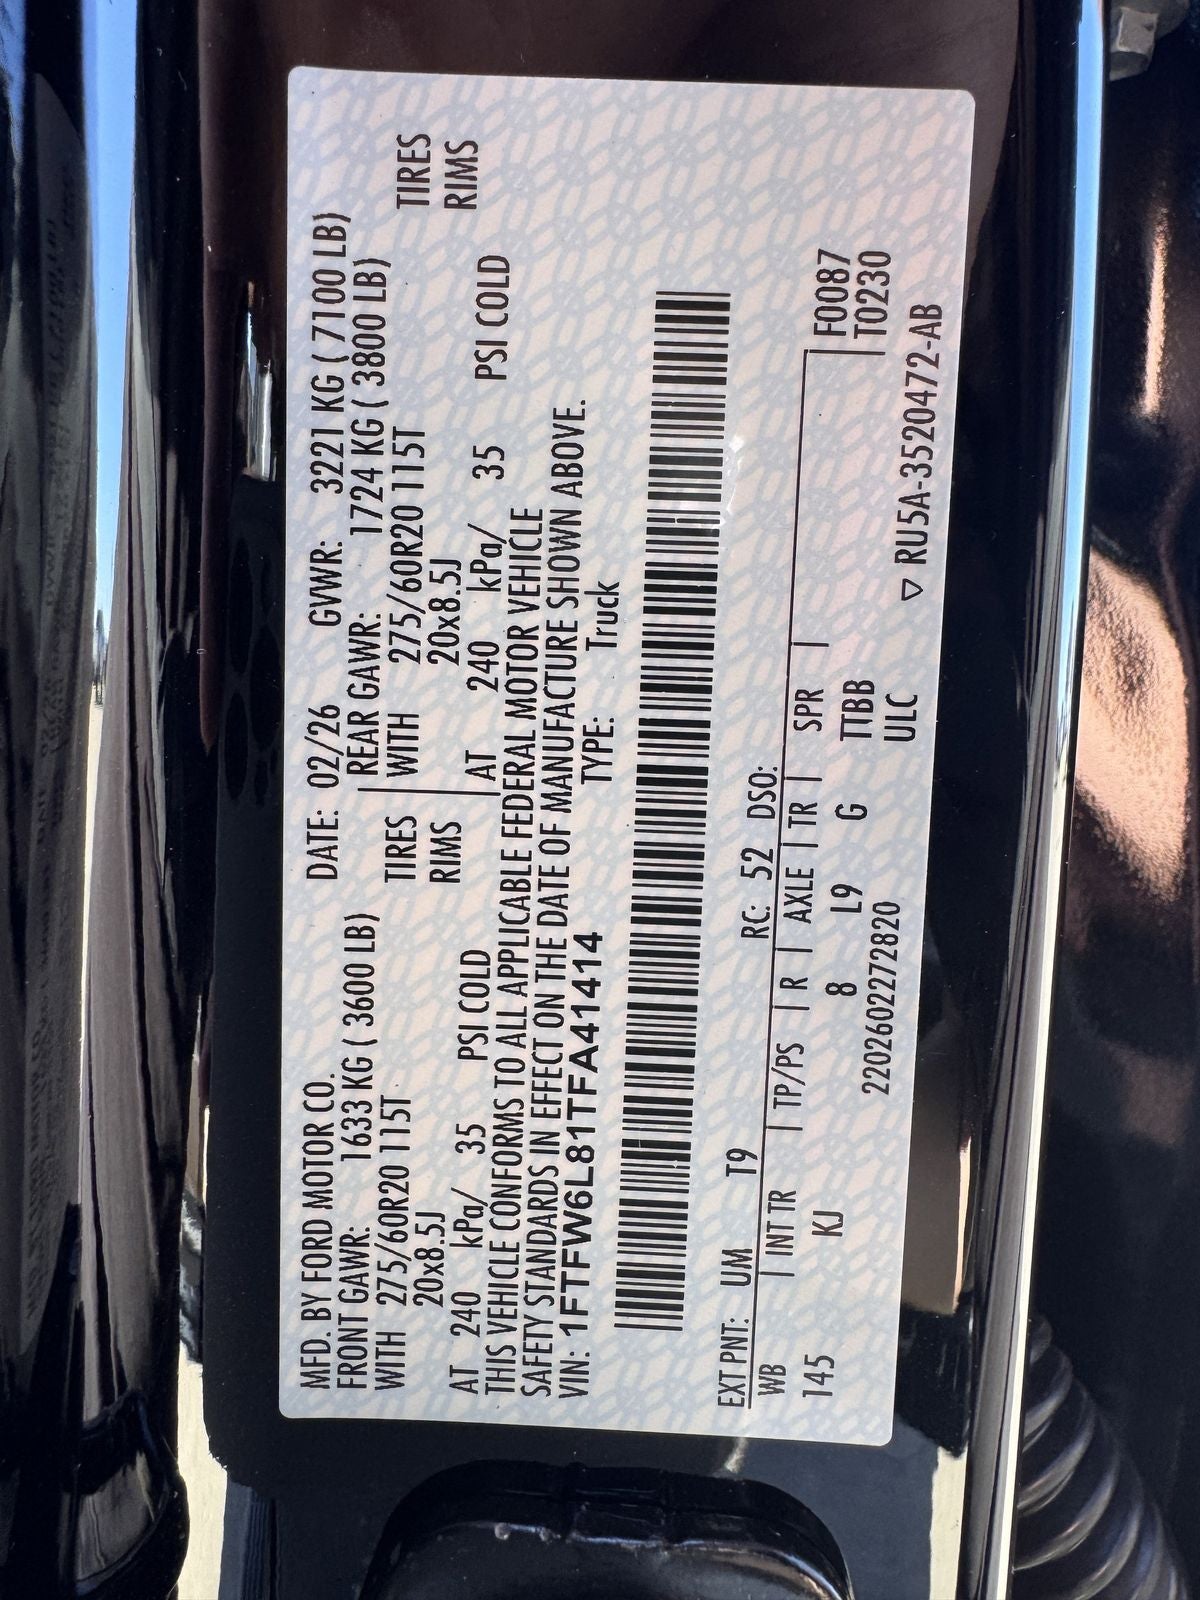 MFD. BY FORD MOTOR CO. DATE: 02/26 GVWR: 3221 KG ( 7100 LB)
FRONT GAWR: 1633 KG ( 3600 LB) REAR GAWR: 1724 KG ( 3800 LB)
WITH 275/60R20 115T TIRES WITH 275/60R20 115T TIRES
20x8.5J RIMS 20x8.5J RIMS
AT 240 kPa/ 35 PSI COLD AT 240 kPa/ 35 PSI COLD
THIS VEHICLE CONFORMS TO ALL APPLICABLE FEDERAL MOTOR VEHICLE
SAFETY STANDARDS IN EFFECT ON THE DATE OF MANUFACTURE SHOWN ABOVE.
VIN: 1FTFW6L81TFA41414 TYPE: Truck
EXT PNT: UM T9 RC: 52 DSO:
WB INT TR TP/PS R AXLE TR SPR F0087
145 KJ 8 L9 G TTBB T0230
2202602272820 ULC
▽ RU5A-3520472-AB